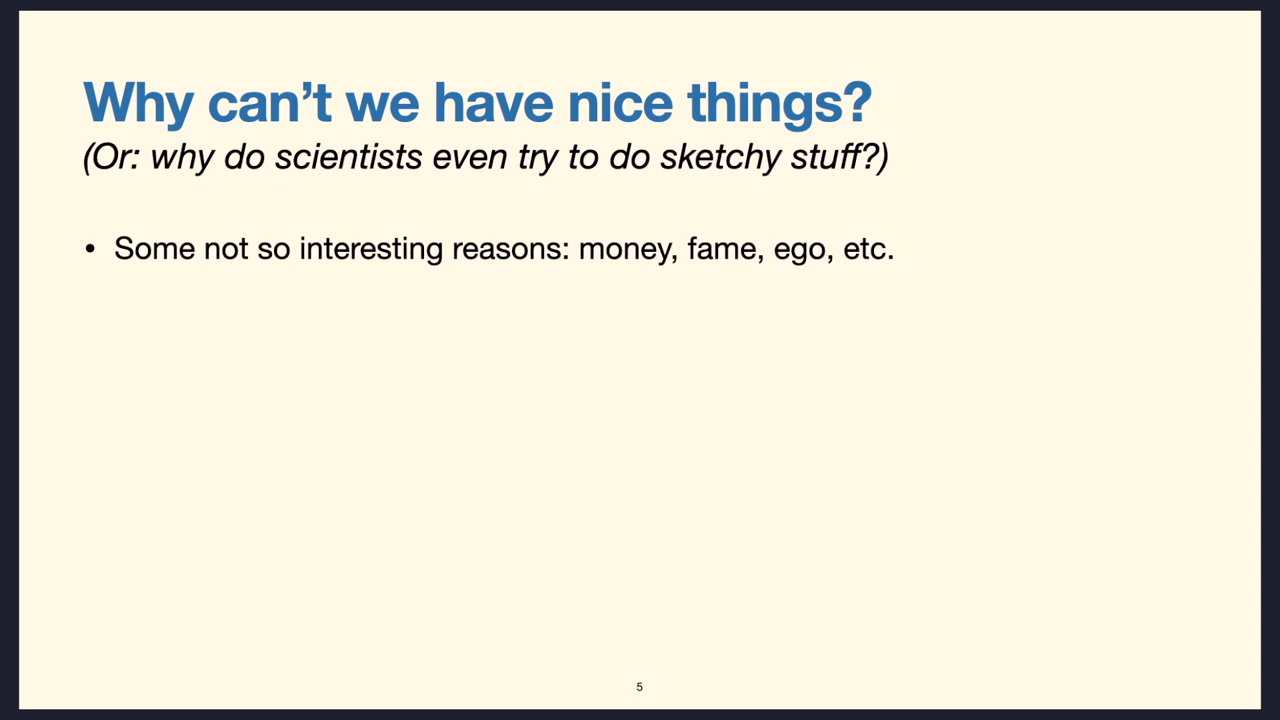 Why can’t we have nice things?
(Or: why do scientists even try to do sketchy stuff?)
• Some not so interesting reasons: money, fame, ego, etc.
5